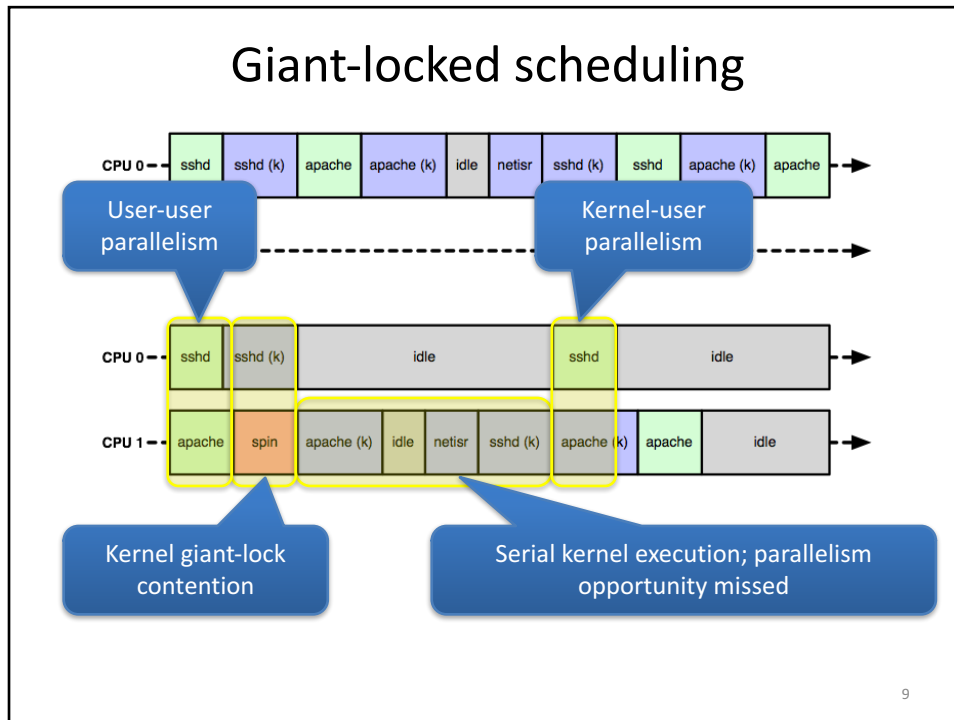 Giant-locked scheduling
CPU 0 sshd sshd (k) apache apache (k) idle netisr sshd (k) sshd apache (k) apache
User-user
parallelism
Kernel-user
parallelism
CPU 0 sshd sshd (k) idle sshd idle
CPU 1 apache spin apache (k) idle netisr sshd (k) apache (k) apache idle
Kernel giant-lock
contention
Serial kernel execution; parallelism
opportunity missed
9